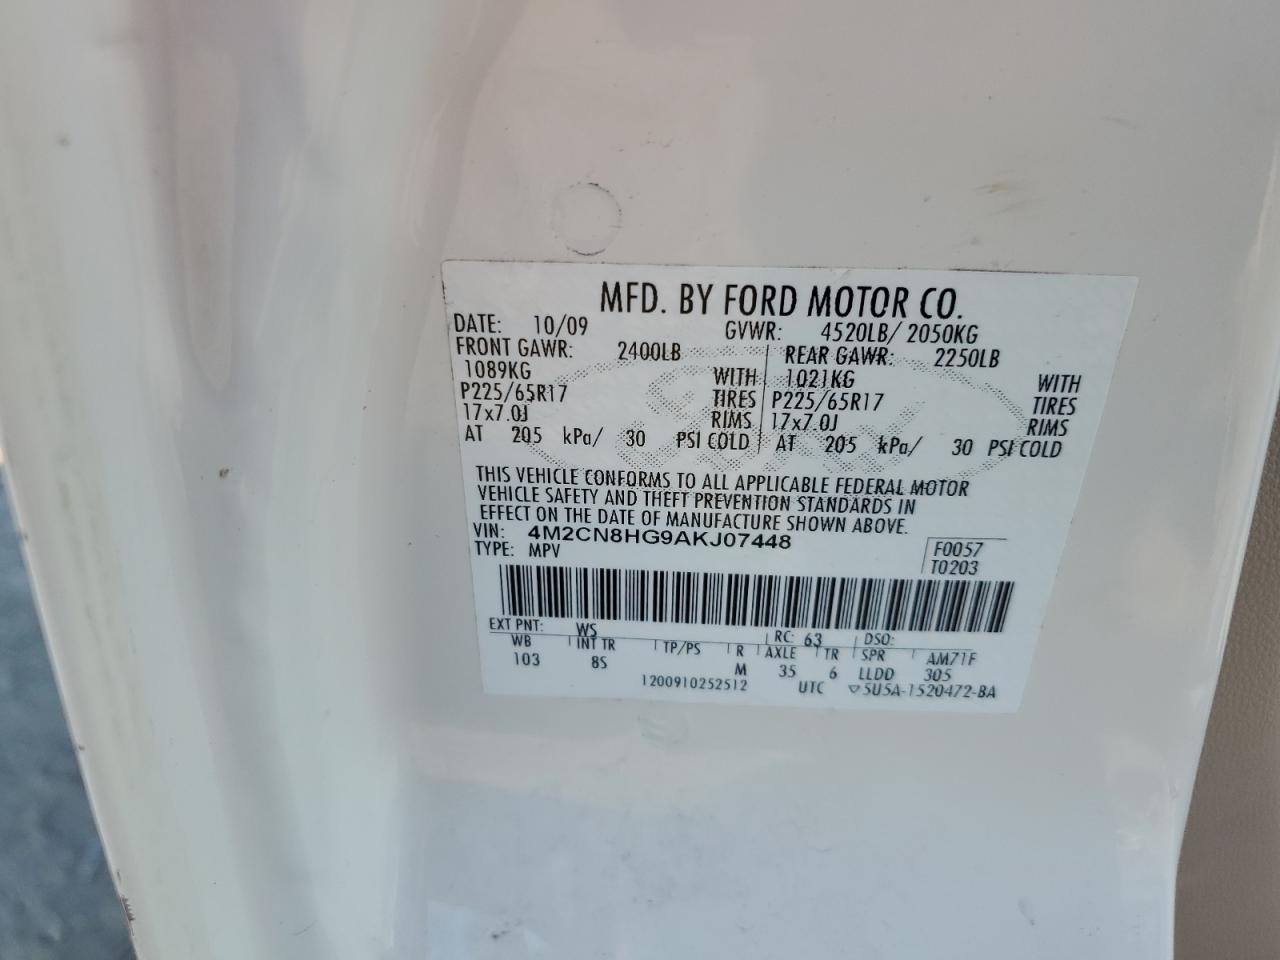 MFD. BY FORD MOTOR CO.
DATE: 10/09 GVWR: 4520LB/ 2050KG
FRONT GAWR: 2400LB REAR GAWR: 2250LB
1089KG WITH 1021KG WITH
P225/65R17 TIRES P225/65R17 TIRES
17x7.0J RIMS 17x7.0J RIMS
AT 205 kPa/ 30 PSI COLD AT 205 kPa/ 30 PSI COLD
THIS VEHICLE CONFORMS TO ALL APPLICABLE FEDERAL MOTOR
VEHICLE SAFETY AND THEFT PREVENTION STANDARDS IN
EFFECT ON THE DATE OF MANUFACTURE SHOWN ABOVE.
VIN: 4M2CN8HG9AKJ07448
TYPE: MPV
F0057
T0203
EXT PNT: WS RC: 63 DSO:
WB INT TR TP/PS R AXLE TR SPR AM71F
103 8S M 35 6 LLDD 305
1200910252512 UTC ▽5U5A-1520472-BA